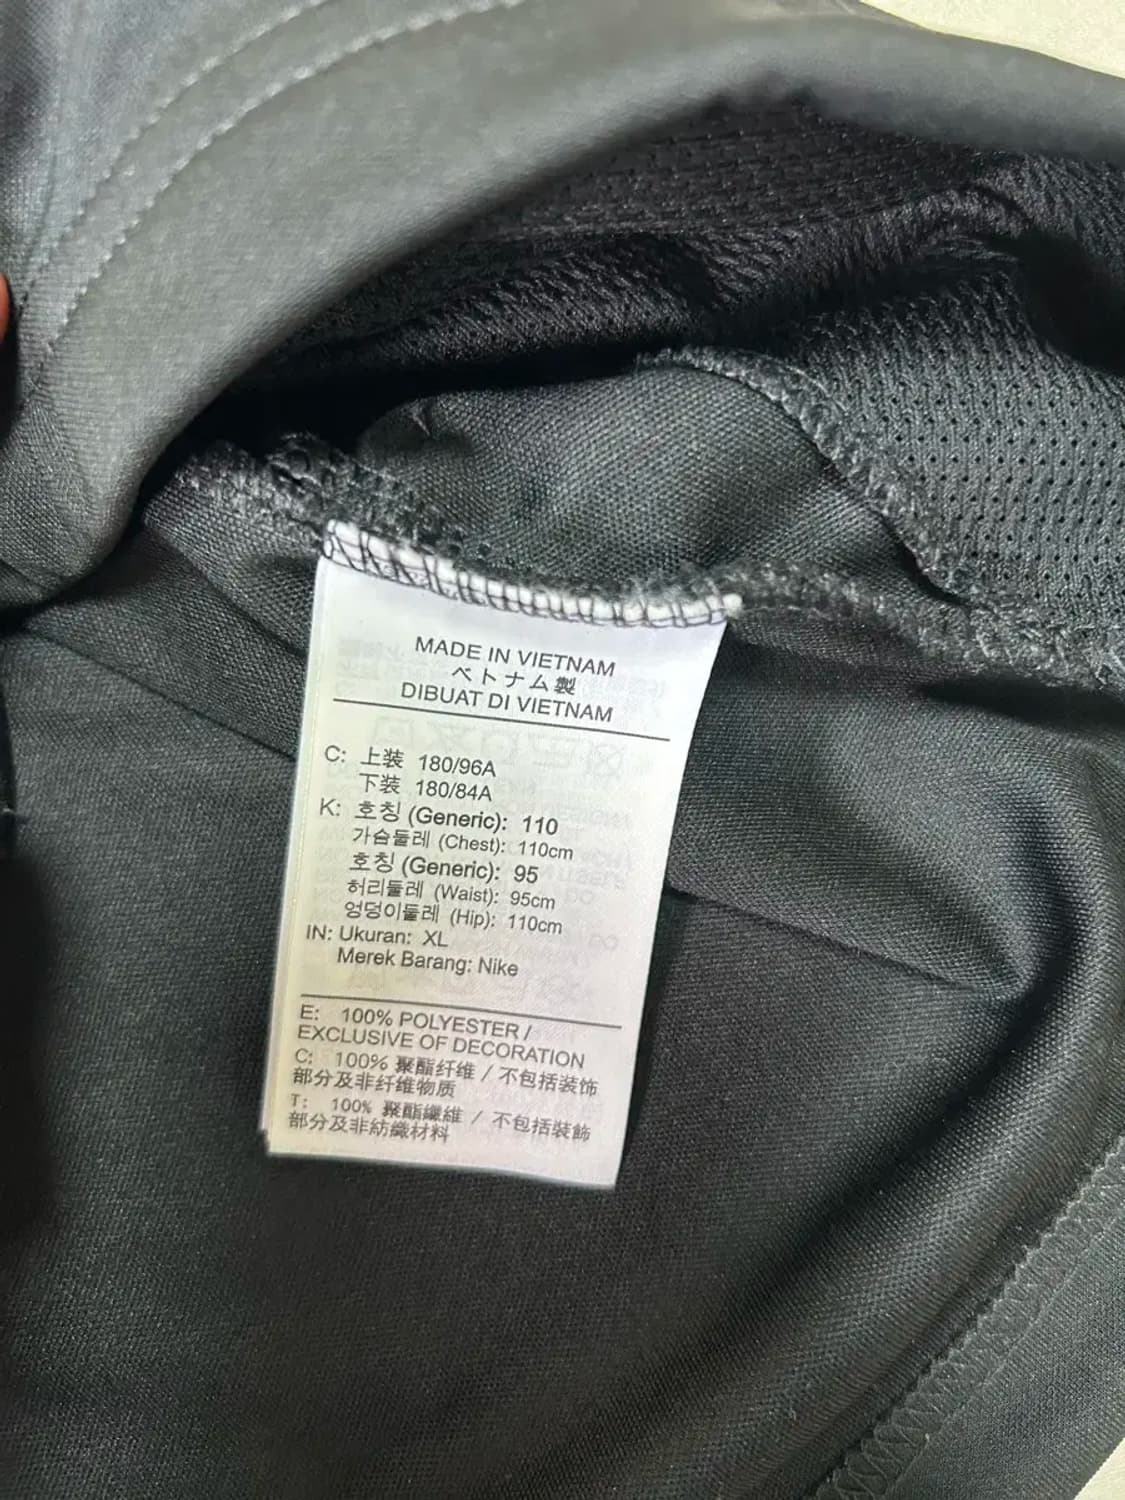 MADE IN VIETNAM
ベトナム製
DIBUAT DI VIETNAM
C: 上装 180/96A
下装 180/84A
K: 호칭 (Generic): 110
가슴둘레 (Chest): 110cm
호칭 (Generic): 95
허리둘레 (Waist): 95cm
엉덩이둘레 (Hip): 110cm
IN: Ukuran: XL
Merek Barang: Nike
E: 100% POLYESTER /
EXCLUSIVE OF DECORATION
C: 100% 聚酯纤维 / 不包括装饰
部分及非纤维物质
T: 100% 聚酯纖維 / 不包括裝飾
部分及非紡織材料